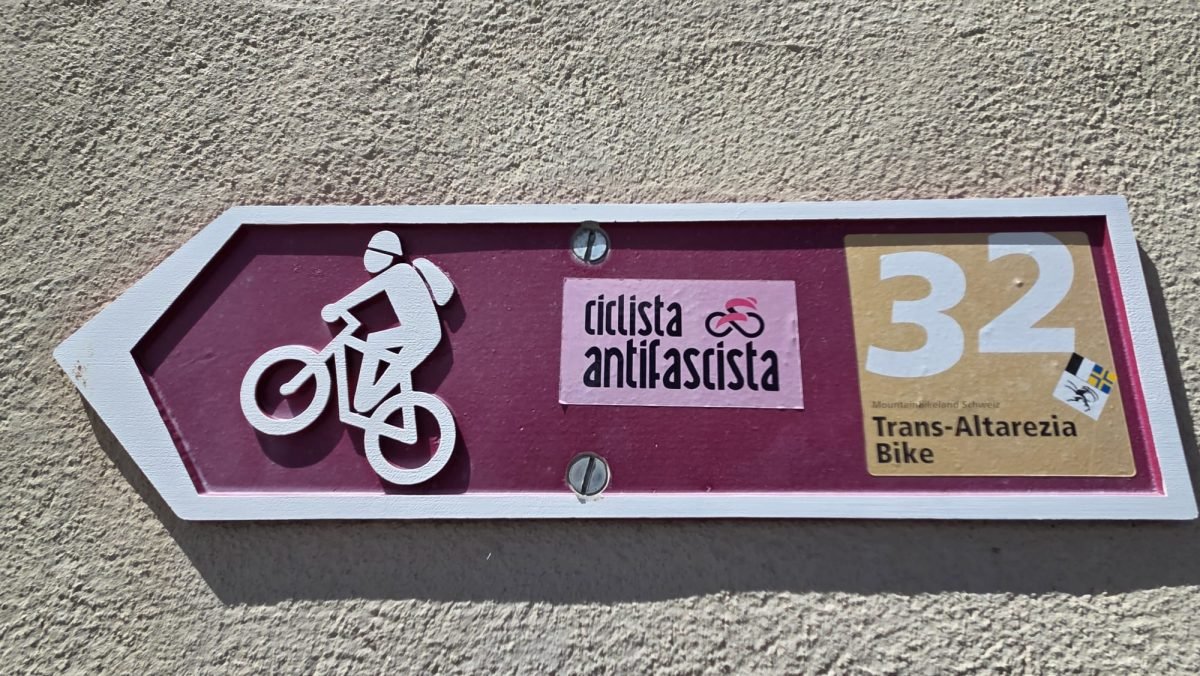 ciclista
antifascista
32
Mountainbikeland Schweiz
Trans-Altarezia
Bike